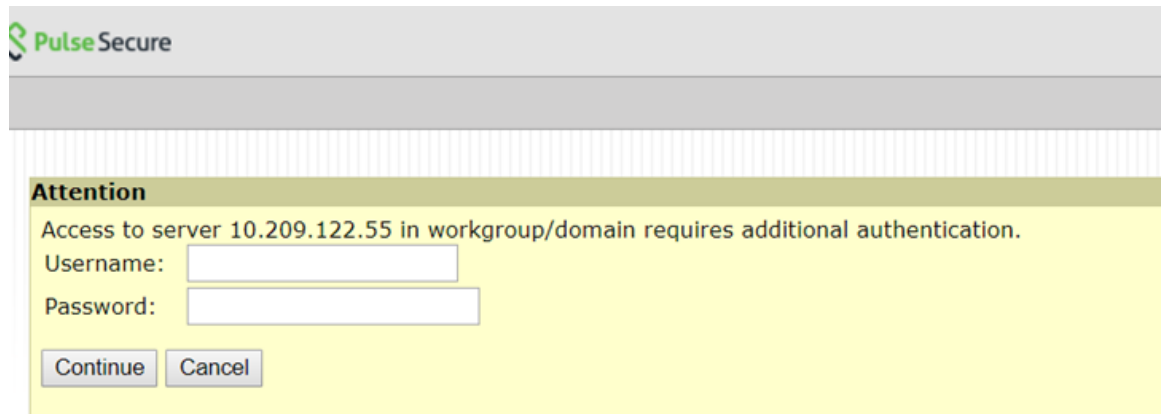 Pulse Secure
Attention
Access to server 10.209.122.55 in workgroup/domain requires additional authentication.
Username:
Password:
Continue Cancel